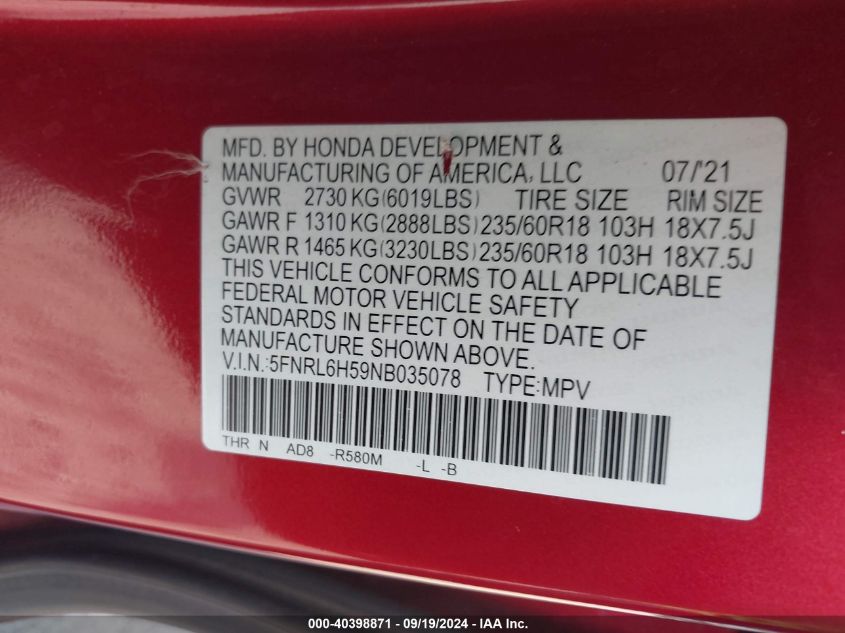 MFD. BY HONDA DEVELOPMENT &
MANUFACTURING OF AMERICA, LLC 07/'21
GVWR 2730 KG(6019LBS) TIRE SIZE RIM SIZE
GAWR F 1310 KG(2888LBS) 235/60R18 103H 18X7.5J
GAWR R 1465 KG(3230LBS) 235/60R18 103H 18X7.5J
THIS VEHICLE CONFORMS TO ALL APPLICABLE
FEDERAL MOTOR VEHICLE SAFETY
STANDARDS IN EFFECT ON THE DATE OF
MANUFACTURE SHOWN ABOVE.
V.I.N.:5FNRL6H59NB035078 TYPE:MPV
THR N AD8 -R580M -L -B
000-40398871 - 09/19/2024 - IAA Inc.